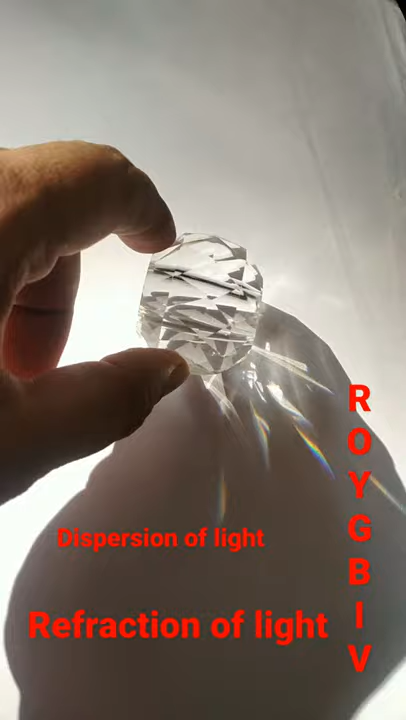 Dispersion of light
Refraction of light
R
O
Y
G
B
I
V